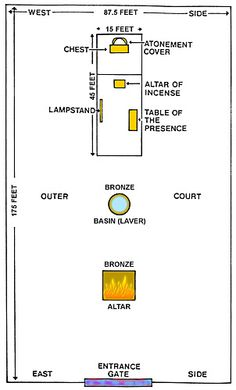 WEST 87.5 FEET SIDE
15 FEET
CHEST
ATONEMENT
COVER
ALTAR OF
INCENSE
LAMPSTAND
45 FEET
TABLE OF
THE
PRESENCE
175 FEET
OUTER
COURT
BRONZE
BASIN (LAVER)
BRONZE
ALTAR
EAST
ENTRANCE
GATE
SIDE